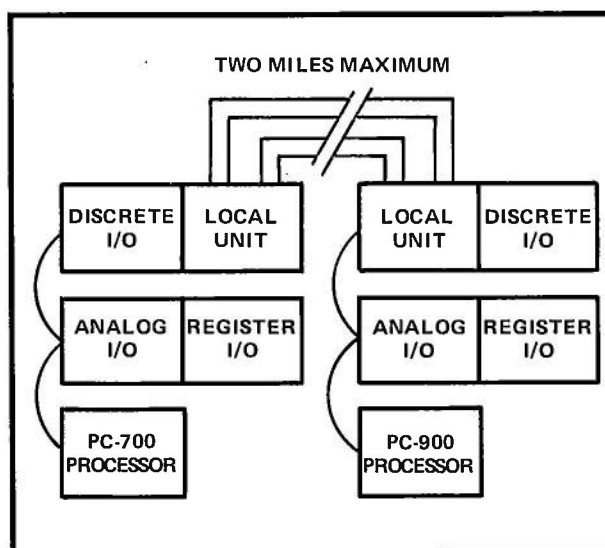 TWO MILES MAXIMUM
DISCRETE
I/O
LOCAL
UNIT
LOCAL
UNIT
DISCRETE
I/O
ANALOG
I/O
REGISTER
I/O
ANALOG
I/O
REGISTER
I/O
PC-700
PROCESSOR
PC-900
PROCESSOR